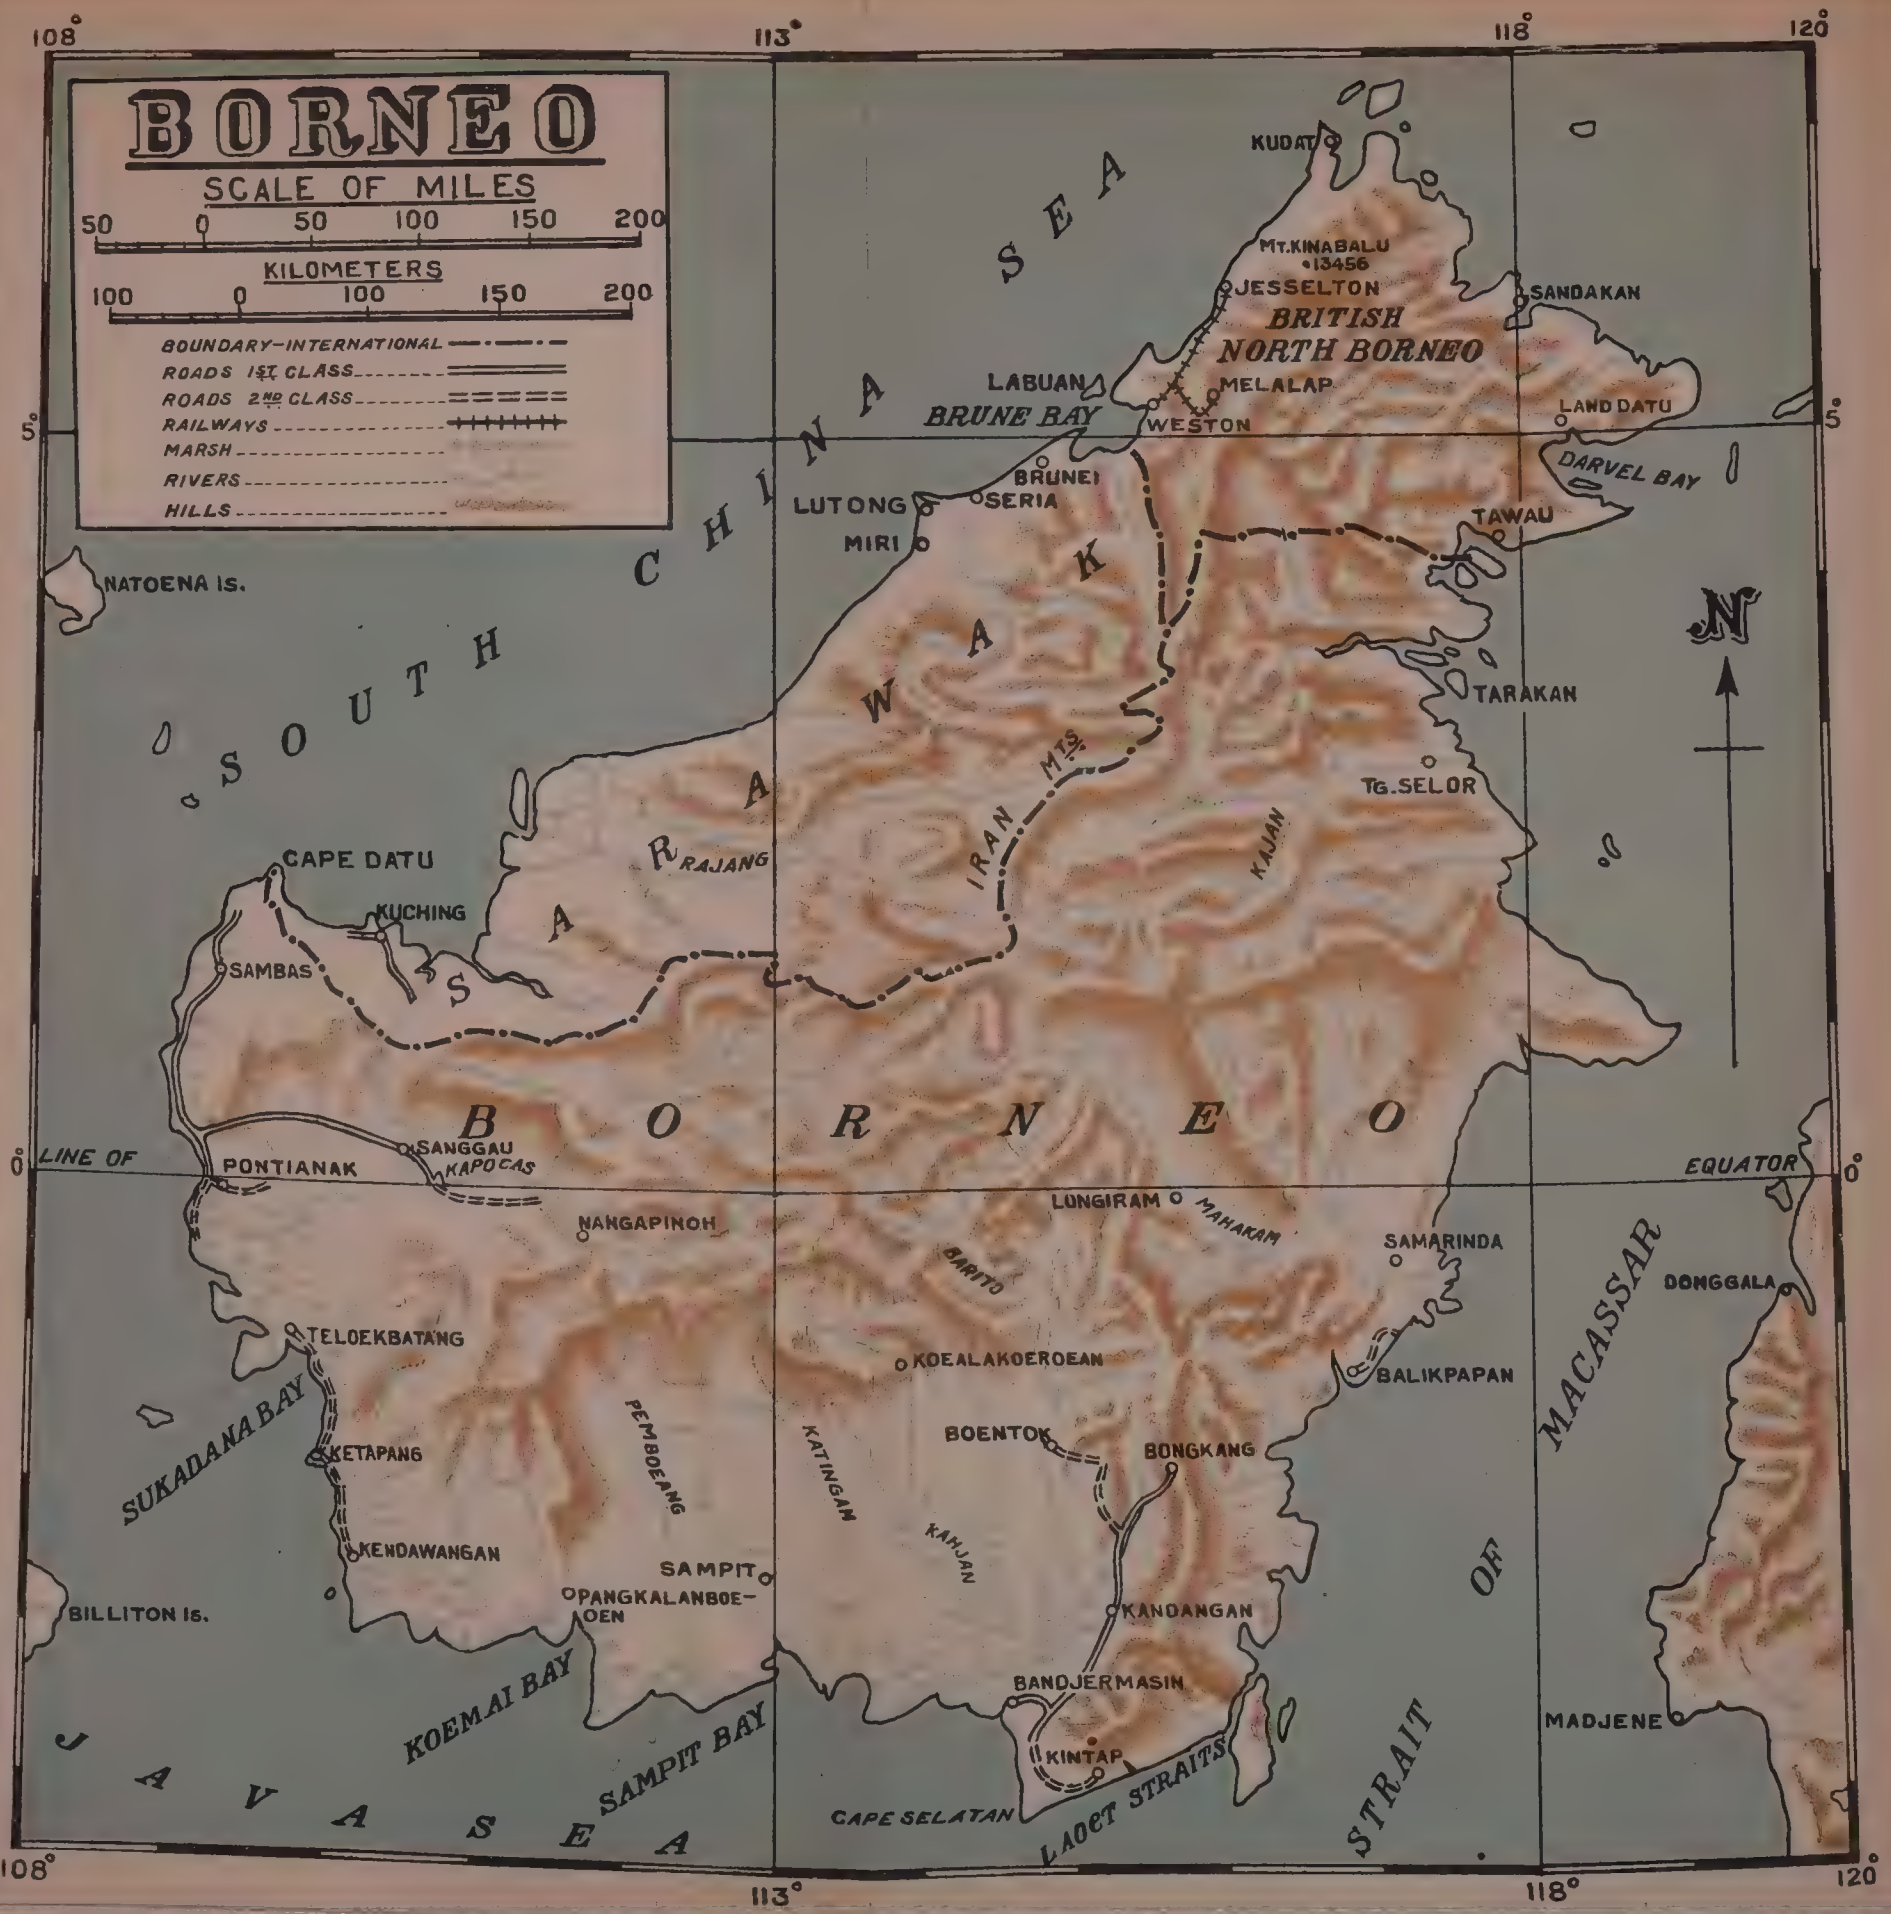 108°
113°
118°
120°
BORNEO
SCALE OF MILES
50 0 50 100 150 200
KILOMETERS
100 0 100 150 200
BOUNDARY-INTERNATIONAL
ROADS 1ST CLASS
ROADS 2ND CLASS
RAILWAYS
MARSH
RIVERS
HILLS
SOUTH CHINA SEA
KUDAT
MT. KINABALU
•13456
JESSELTON
SANDAKAN
BRITISH
NORTH BORNEO
LABUAN
MELALAP
BRUNE BAY
WESTON
LAND DATU
5°
5°
DARVEL BAY
BRUNEI
SERIA
LUTONG
MIRI
TAWAU
NATOENA Is.
N
SARAWAK
TARAKAN
IRAN MTS
TG. SELOR
KAJAN
RAJANG
CAPE DATU
KUCHING
SAMBAS
BORNEO
SANGGAU
KAPOCAS
0°
LINE OF
EQUATOR
0°
PONTIANAK
LUNGIRAM
MAHAKAM
NANGAPINOH
SAMARINDA
BARITO
DONGGALA
TELOEKBATANG
KOEALAKOEROEAN
BALIKPAPAN
SUKADANA BAY
PEMBOEANG
KATINGAM
BOENTOK
BONGKANG
KETAPANG
KAHJAN
KENDAWANGAN
SAMPIT
PANGKALANBOE-
OEN
KANDANGAN
BILLITON Is.
BANDJERMASIN
KOEMAI BAY
SAMPIT BAY
KINTAP
MADJENE
CAPE SELATAN
LAOET STRAITS
STRAIT OF MACASSAR
JAVA SEA
108°
113°
118°
120°